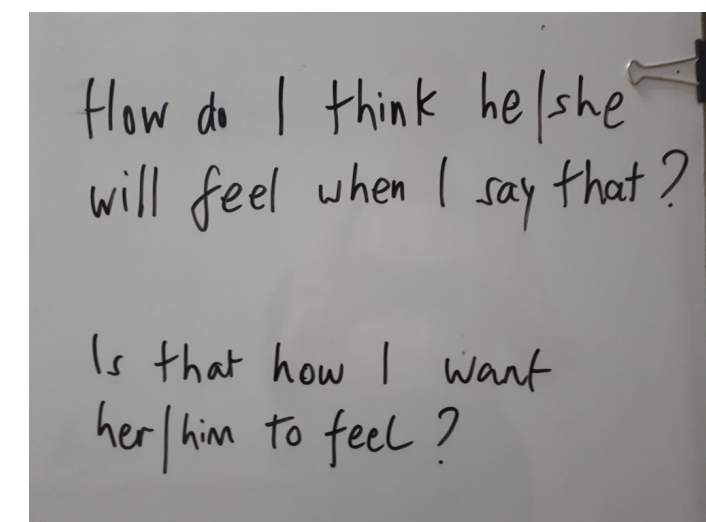 How do I think he/she
will feel when I say that?
Is that how I want
her/him to feel?